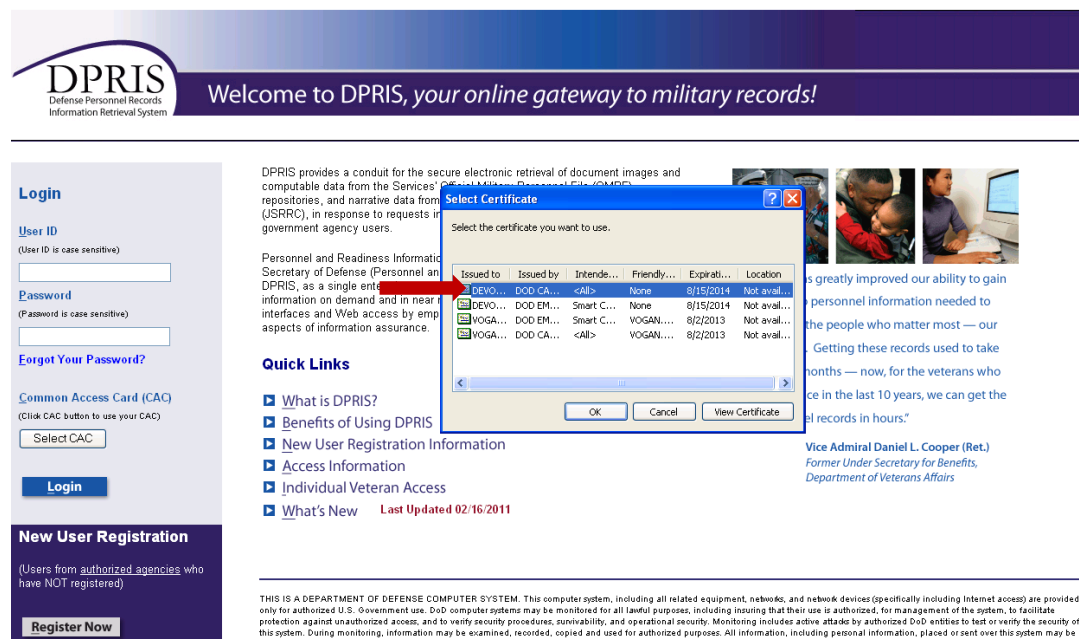 DPRIS
Defense Personnel Records
Information Retrieval System
Welcome to DPRIS, your online gateway to military records!
Login
User ID
(User ID is case sensitive)
Password
(Password is case sensitive)
Forgot Your Password?
Common Access Card (CAC)
(Click CAC button to use your CAC)
Select CAC
Login
New User Registration
(Users from authorized agencies who
have NOT registered)
Register Now
DPRIS provides a conduit for the secure electronic retrieval of document images and
computable data from the Services' Official Military Personnel File (OMPF)
repositories, and narrative data from
(JSRRC), in response to requests
government agency users.
Personnel and Readiness
Secretary of Defense (Personnel
DPRIS, as a single
information on demand and in near
interfaces and Web access by
aspects of information assurance.
Quick Links
What is DPRIS?
Benefits of Using DPRIS
New User Registration Information
Access Information
Individual Veteran Access
What's New Last Updated 02/16/2011
Select Certificate
Select the certificate you want to use.
Issued to Issued by Intende... Friendly... Expirati... Location
DEVO... DOD CA... <All> None 8/15/2014 Not avail...
DEVO... DOD EM... Smart C... None 8/15/2014 Not avail...
VOGA... DOD EM... Smart C... VOGAN.... 8/2/2013 Not avail...
VOGA... DOD CA... <All> VOGAN.... 8/2/2013 Not avail...
OK Cancel View Certificate
greatly improved our ability to gain
personnel information needed to
the people who matter most — our
Getting these records used to take
— now, for the veterans who
in the last 10 years, we can get the
records in hours."
Vice Admiral Daniel L. Cooper (Ret.)
Former Under Secretary for Benefits,
Department of Veterans Affairs
THIS IS A DEPARTMENT OF DEFENSE COMPUTER SYSTEM. This computer system, including all related equipment, networks, and network devices (specifically including Internet access) are provided
only for authorized U.S. Government use. DoD computer systems may be monitored for all lawful purposes, including insuring that their use is authorized, for management of the system, to facilitate
protection against unauthorized access, and to verify security procedures, survivability, and operational security. Monitoring includes active attacks by authorized DoD entities to test or verify the security of
this system. During monitoring, information may be examined, recorded, copied and used for authorized purposes. All information, including personal information, placed or sent over this system may be